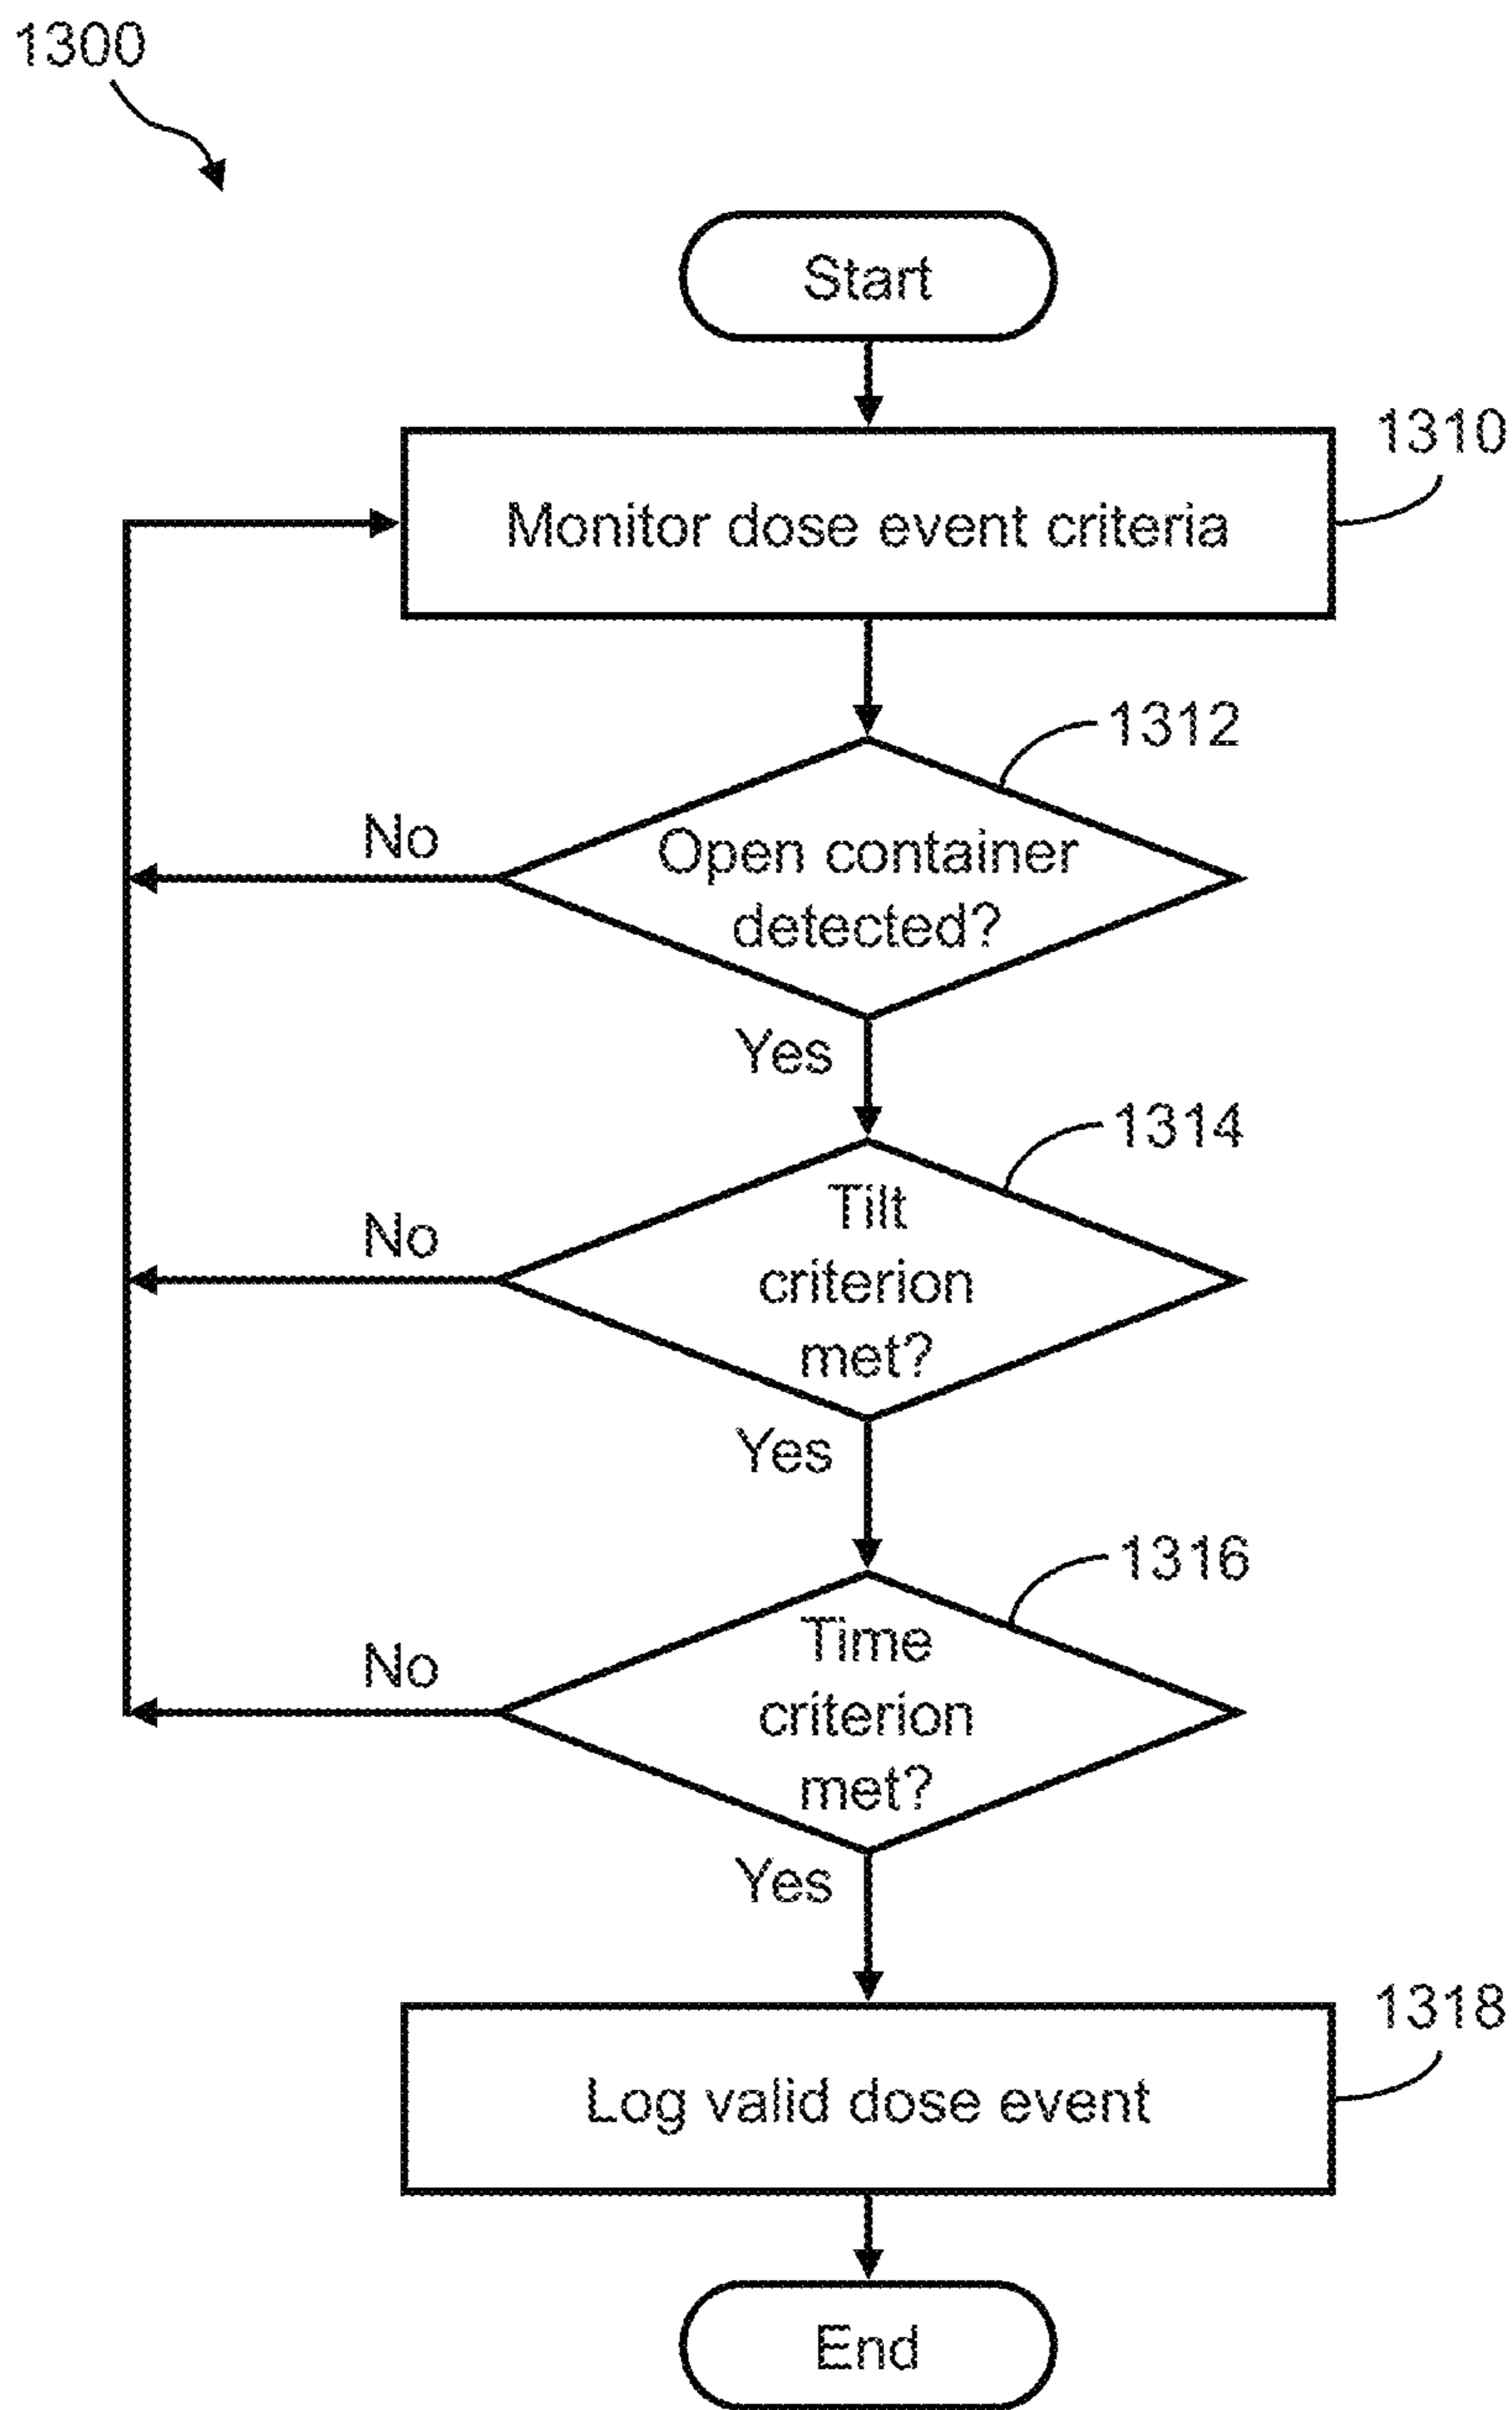 1300
Start
1310
Monitor dose event criteria
1312
No
Open container
detected?
Yes
1314
No
Tilt
criterion
met?
Yes
1316
No
Time
criterion
met?
Yes
1318
Log valid dose event
End